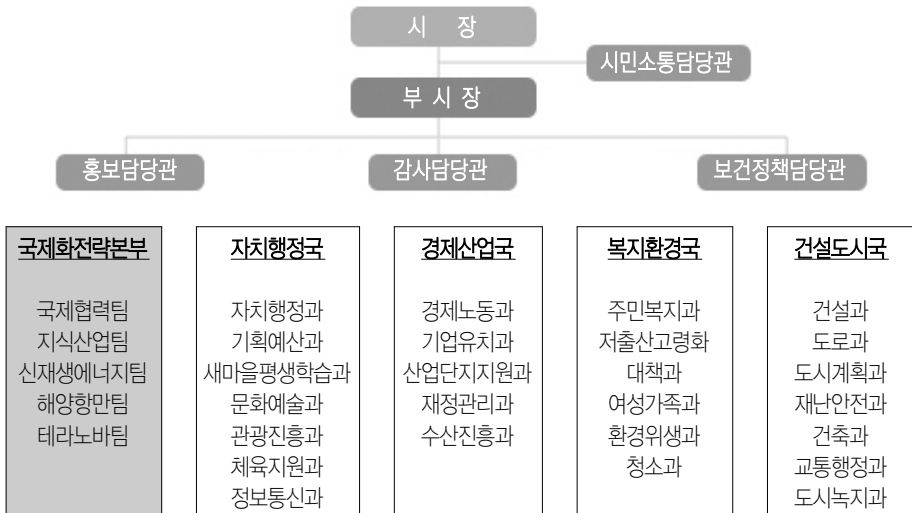 시 장
시민소통담당관
부 시 장
홍보담당관
감사담당관
보건정책담당관
국제화전략본부
국제협력팀
지식산업팀
신재생에너지팀
해양항만팀
테라노바팀
자치행정국
자치행정과
기획예산과
새마을평생학습과
문화예술과
관광진흥과
체육지원과
정보통신과
경제산업국
경제노동과
기업유치과
산업단지지원과
재정관리과
수산진흥과
복지환경국
주민복지과
저출산고령화
대책과
여성가족과
환경위생과
청소과
건설도시국
건설과
도로과
도시계획과
재난안전과
건축과
교통행정과
도시녹지과